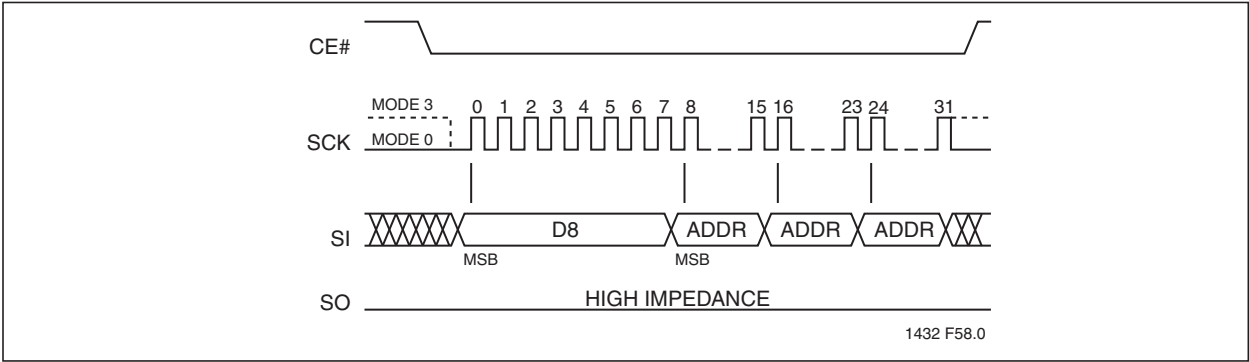 CE#
MODE 3
0 1 2 3 4 5 6 7 8 15 16 23 24 31
SCK
MODE 0
SI
D8 ADDR ADDR ADDR
MSB MSB
SO
HIGH IMPEDANCE
1432 F58.0